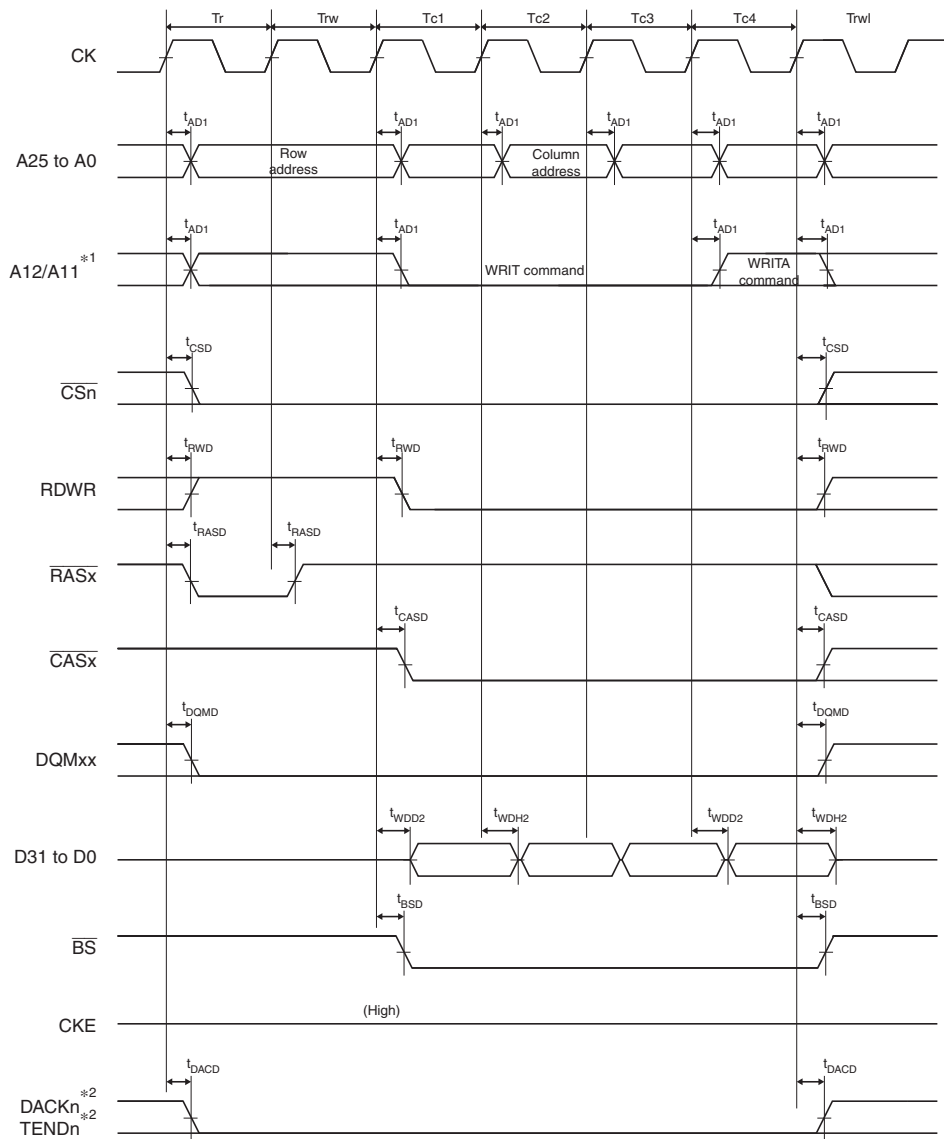 Tr Trw Tc1 Tc2 Tc3 Tc4 Trwl
CK
tAD1 tAD1 tAD1 tAD1 tAD1 tAD1
A25 to A0
Row address
Column address
tAD1 tAD1 tAD1 tAD1
A12/A11*1
WRIT command
WRITA command
tCSD tCSD
CSn
tRWD tRWD tRWD
RDWR
tRASD tRASD
RASx
tCASD tCASD
CASx
tDQMD tDQMD
DQMxx
tWDD2 tWDH2 tWDD2 tWDH2
D31 to D0
tBSD tBSD
BS
(High)
CKE
tDACD tDACD
DACKn*2
TENDn*2